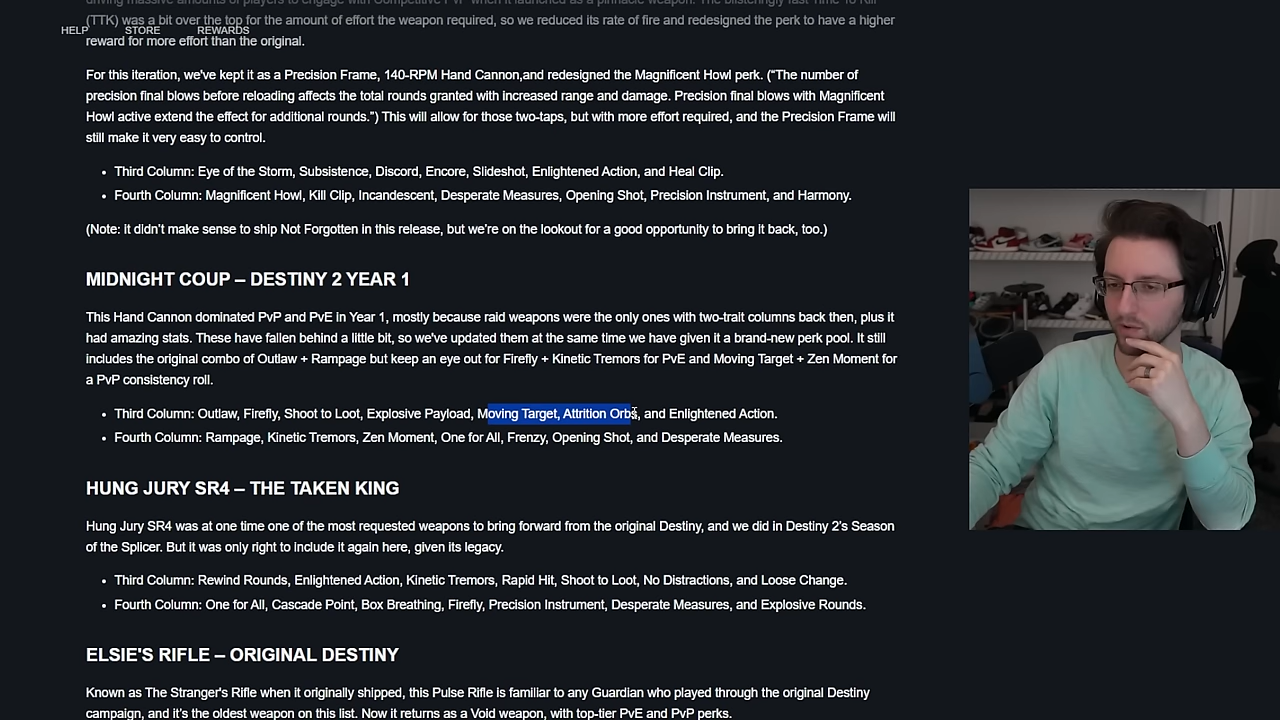 driving massive amounts of players to engage with Competitive PvP when it launched as a pinnacle weapon. The blisteringly fast Time To Kill
(TTK) was a bit over the top for the amount of effort the weapon required, so we reduced its rate of fire and redesigned the perk to have a higher
HELP STORE REWARDS
reward for more effort than the original.
For this iteration, we've kept it as a Precision Frame, 140-RPM Hand Cannon,and redesigned the Magnificent Howl perk. ("The number of
precision final blows before reloading affects the total rounds granted with increased range and damage. Precision final blows with Magnificent
Howl active extend the effect for additional rounds.") This will allow for those two-taps, but with more effort required, and the Precision Frame will
still make it very easy to control.
• Third Column: Eye of the Storm, Subsistence, Discord, Encore, Slideshot, Enlightened Action, and Heal Clip.
• Fourth Column: Magnificent Howl, Kill Clip, Incandescent, Desperate Measures, Opening Shot, Precision Instrument, and Harmony.
(Note: it didn't make sense to ship Not Forgotten in this release, but we're on the lookout for a good opportunity to bring it back, too.)
MIDNIGHT COUP – DESTINY 2 YEAR 1
This Hand Cannon dominated PvP and PvE in Year 1, mostly because raid weapons were the only ones with two-trait columns back then, plus it
had amazing stats. These have fallen behind a little bit, so we've updated them at the same time we have given it a brand-new perk pool. It still
includes the original combo of Outlaw + Rampage but keep an eye out for Firefly + Kinetic Tremors for PvE and Moving Target + Zen Moment for
a PvP consistency roll.
• Third Column: Outlaw, Firefly, Shoot to Loot, Explosive Payload, Moving Target, Attrition Orbs, and Enlightened Action.
• Fourth Column: Rampage, Kinetic Tremors, Zen Moment, One for All, Frenzy, Opening Shot, and Desperate Measures.
HUNG JURY SR4 – THE TAKEN KING
Hung Jury SR4 was at one time one of the most requested weapons to bring forward from the original Destiny, and we did in Destiny 2's Season
of the Splicer. But it was only right to include it again here, given its legacy.
• Third Column: Rewind Rounds, Enlightened Action, Kinetic Tremors, Rapid Hit, Shoot to Loot, No Distractions, and Loose Change.
• Fourth Column: One for All, Cascade Point, Box Breathing, Firefly, Precision Instrument, Desperate Measures, and Explosive Rounds.
ELSIE'S RIFLE – ORIGINAL DESTINY
Known as The Stranger's Rifle when it originally shipped, this Pulse Rifle is familiar to any Guardian who played through the original Destiny
campaign, and it's the oldest weapon on this list. Now it returns as a Void weapon, with top-tier PvE and PvP perks.